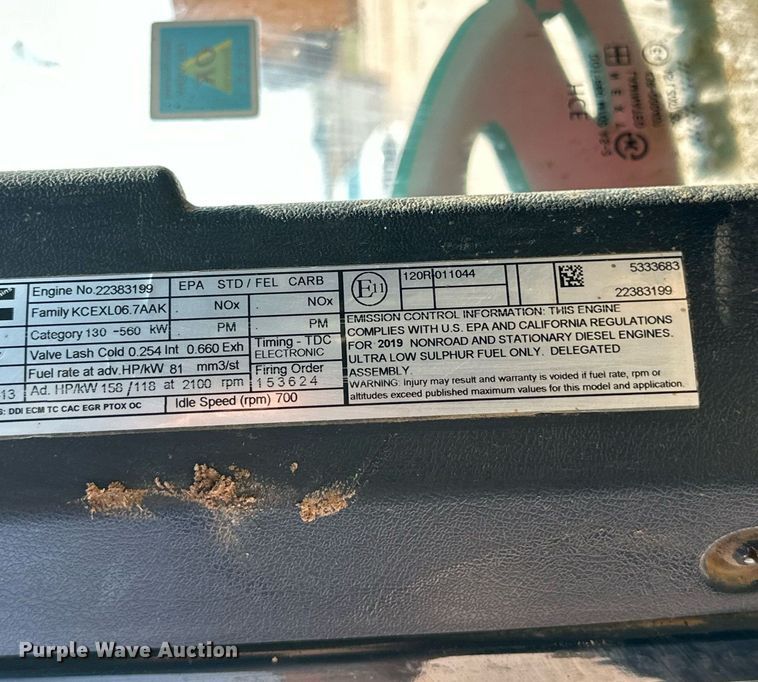 OK
HCE
Engine No.22383199
EPA STD / FEL CARB
Family KCEXL06.7AAK
NOx NOx
Category 130 -560 kW
PM PM
Valve Lash Cold 0.254 Int 0.660 Exh
Timing - TDC
ELECTRONIC
Fuel rate at adv.HP/kW 81 mm3/st
Firing Order
13 Ad. HP/kW 158 /118 at 2100 rpm
153624
S: DDI ECM TC CAC EGR PTOX OC
Idle Speed (rpm) 700
E11
120R-011044
5333683
22383199
EMISSION CONTROL INFORMATION: THIS ENGINE
COMPLIES WITH U.S. EPA AND CALIFORNIA REGULATIONS
FOR 2019 NONROAD AND STATIONARY DIESEL ENGINES.
ULTRA LOW SULPHUR FUEL ONLY. DELEGATED
ASSEMBLY.
WARNING: Injury may result and warranty is voided if fuel rate, rpm or
altitudes exceed published maximum values for this model and application.
Purple Wave Auction